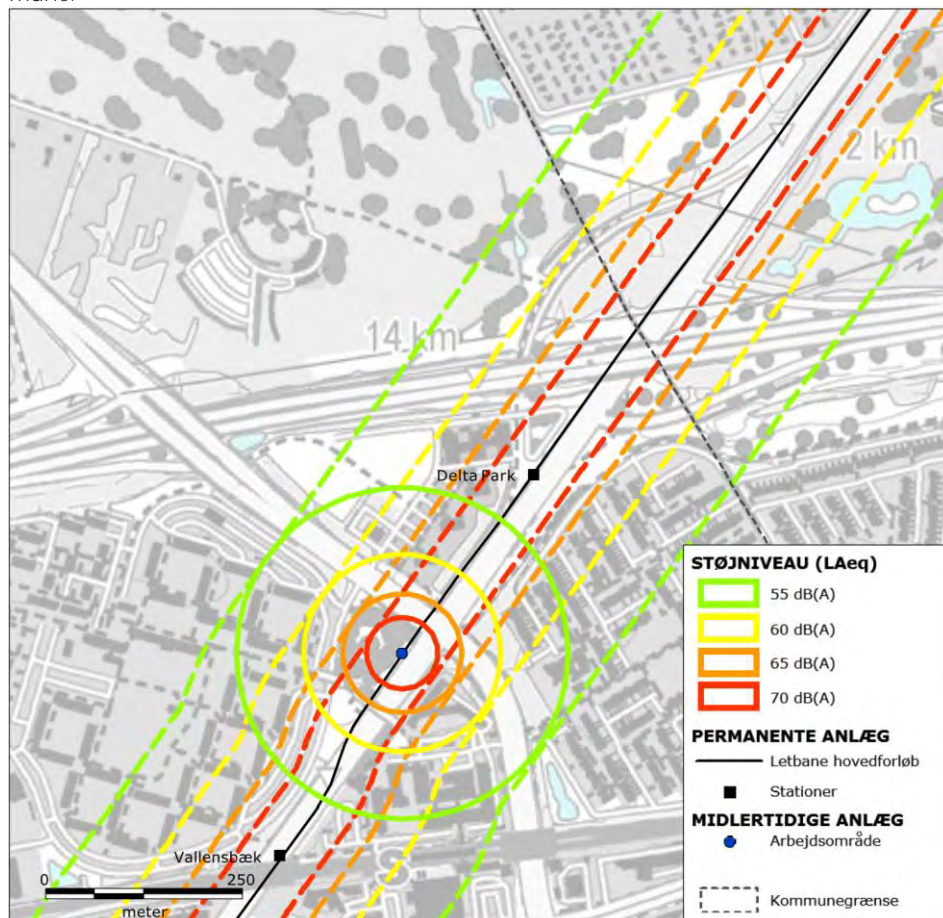 2 km
14 km
Delta Park
Vallensbæk
0 250
meter
STØJNIVEAU (LAeq)
55 dB(A)
60 dB(A)
65 dB(A)
70 dB(A)
PERMANENTE ANLÆG
Letbane hovedforløb
Stationer
MIDLERTIDIGE ANLÆG
Arbejdsområde
Kommunegrænse